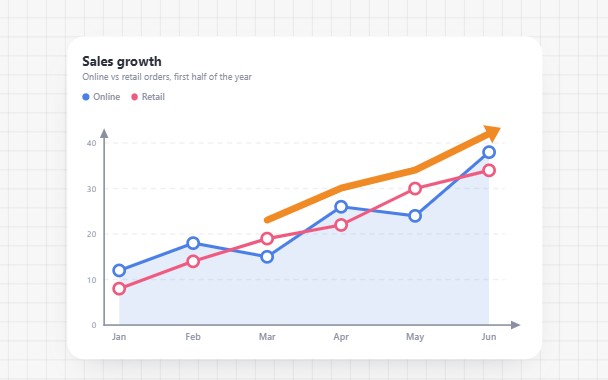 Sales growth
Online vs retail orders, first half of the year
Online Retail
40
30
20
10
0
Jan Feb Mar Apr May Jun